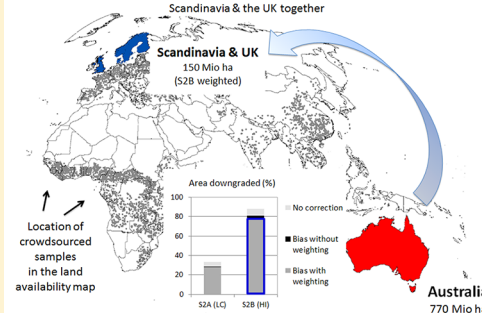 Scandinavia & the UK together
Scandinavia & UK
150 Mio ha
(S2B weighted)
Area downgraded (%)
100
80
60
40
20
0
S2A (LC)
S2B (HI)
No correction
Bias without
weighting
Bias with
weighting
Location of
crowdsourced
samples
in the land
availability map
Australia
770 Mio ha